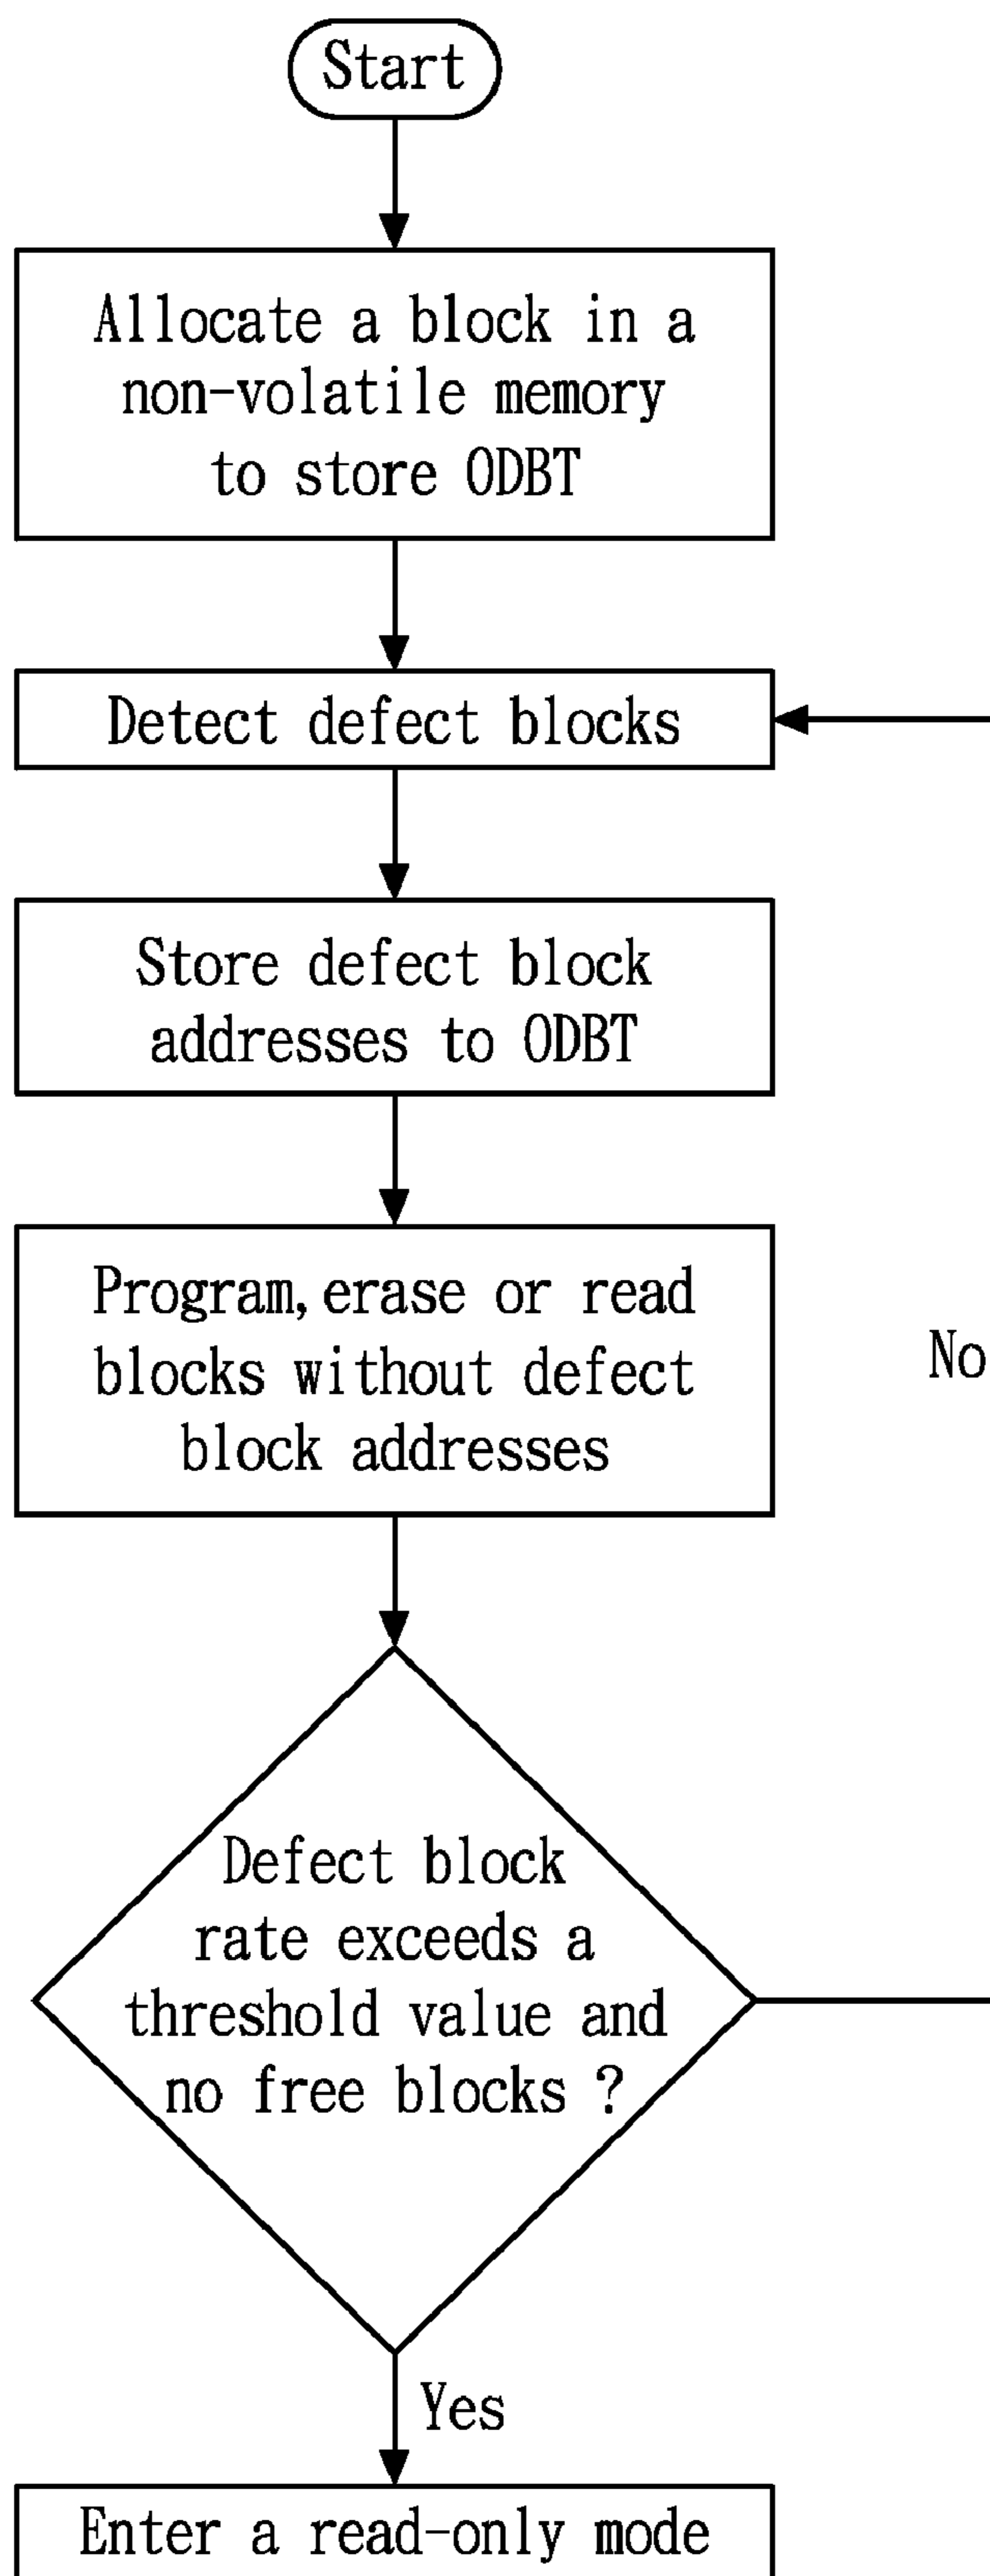 Start
Allocate a block in a
non-volatile memory
to store ODBT
Detect defect blocks
Store defect block
addresses to ODBT
Program, erase or read
blocks without defect
block addresses
No
Defect block
rate exceeds a
threshold value and
no free blocks ?
Yes
Enter a read-only mode